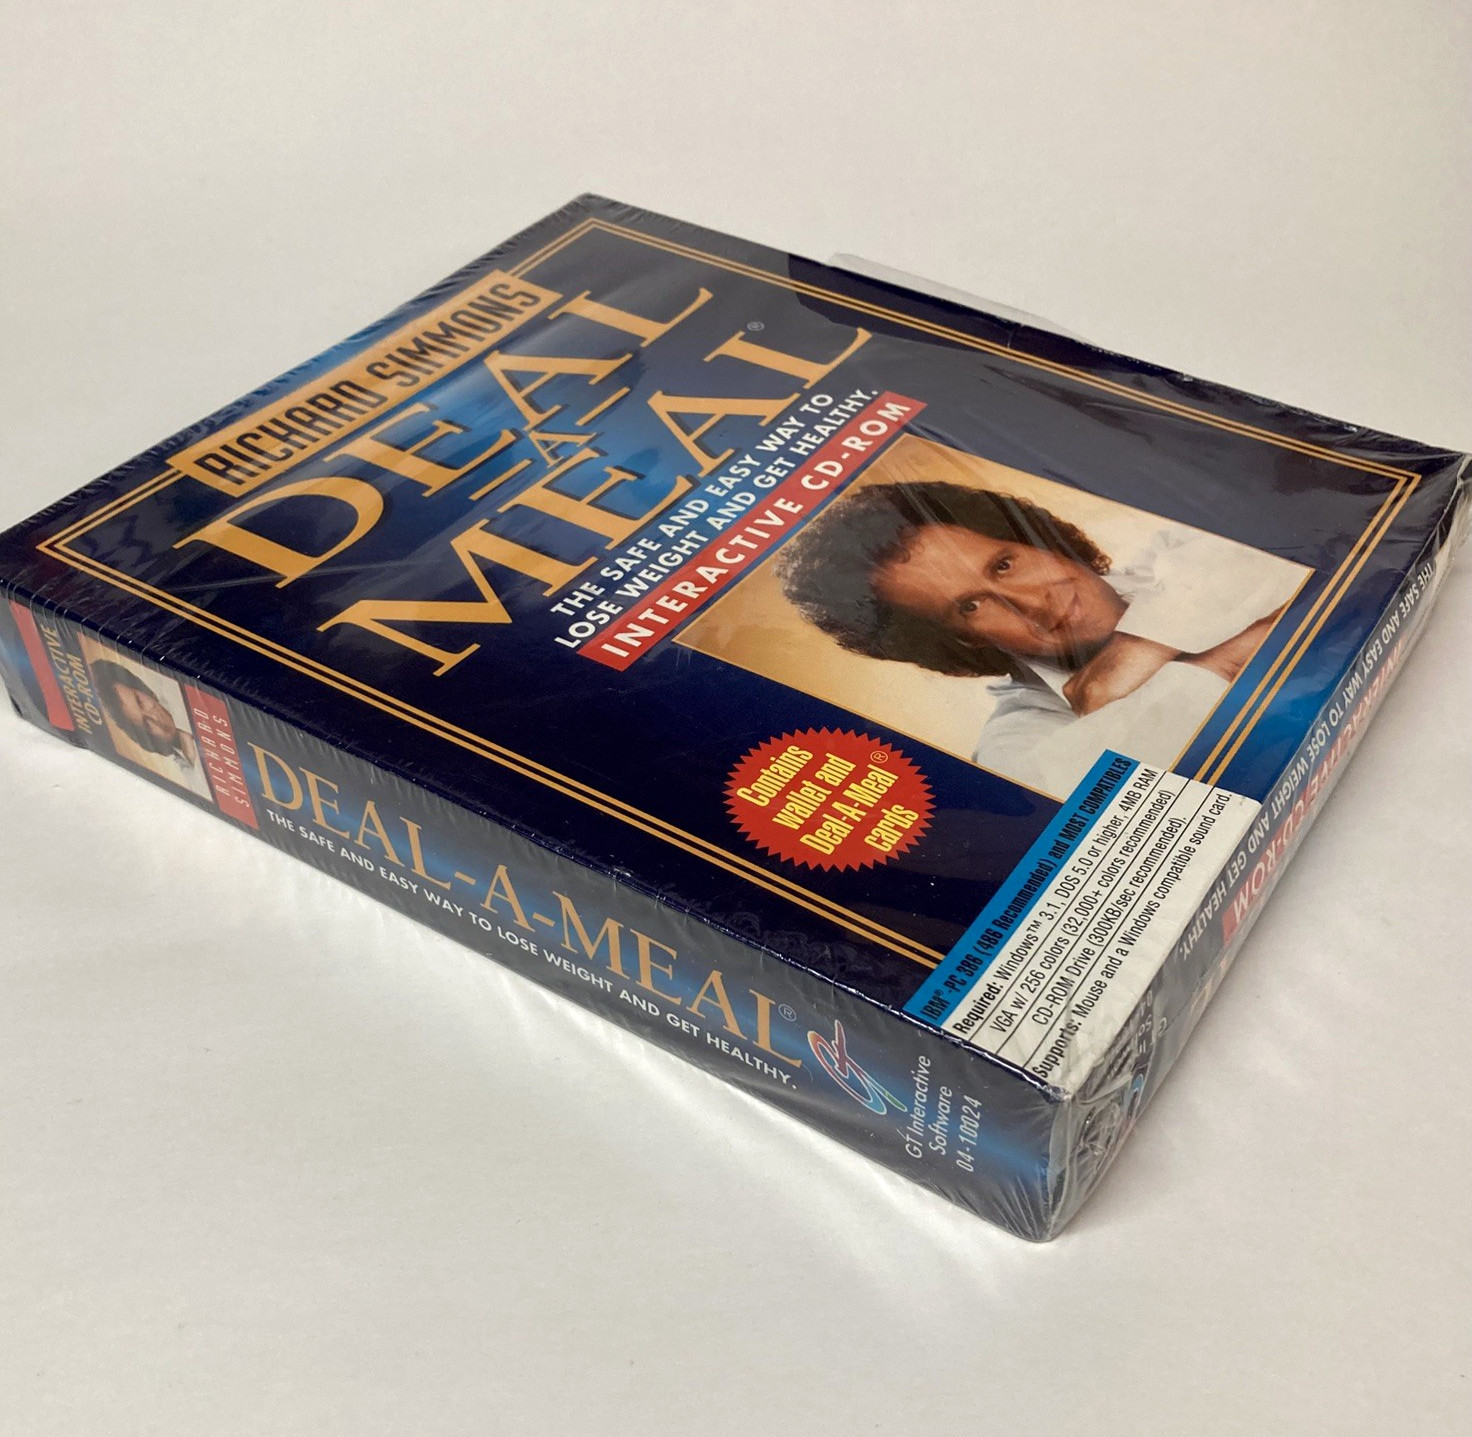 RICHARD SIMMONS
DEAL
-A-
MEAL®
THE SAFE AND EASY WAY TO
LOSE WEIGHT AND GET HEALTHY.
INTERACTIVE CD-ROM
Contains
wallet and
Deal-A-Meal®
cards
IBM®-PC 386 (486 Recommended) and MOST COMPATIBLES
Required: Windows™ 3.1, DOS 5.0 or higher, 4MB RAM
VGA w/ 256 colors (32,000+ colors recommended)
CD-ROM Drive (300KB/sec recommended).
Supports: Mouse and a Windows compatible sound card.
INTERACTIVE
CD-ROM
RICHARD
SIMMONS
DEAL-A-MEAL®
THE SAFE AND EASY WAY TO LOSE WEIGHT AND GET HEALTHY.
GT
GT Interactive
Software
04-10024
THE SAFE AND EASY WAY TO LOSE WEIGHT AND GET HEALTHY.
INTERACTIVE CD-ROM